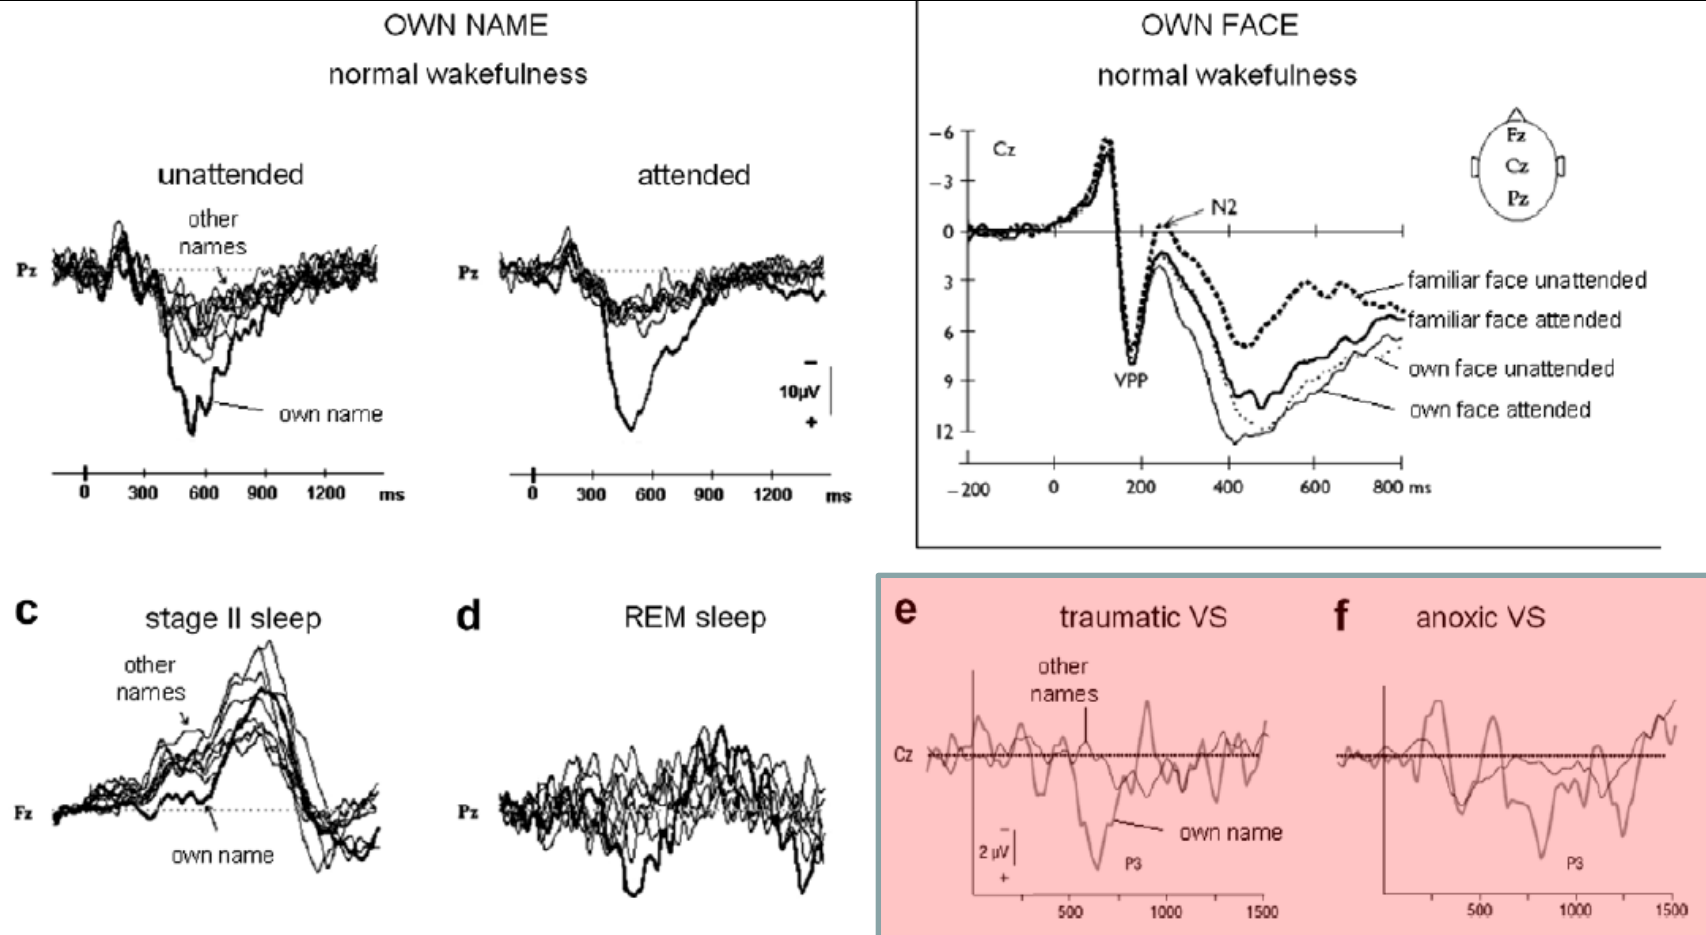 OWN NAME
normal wakefulness
unattended
attended
other
names
Pz
own name
0 300 600 900 1200 ms
Pz
−
10µV
+
0 300 600 900 1200 ms
OWN FACE
normal wakefulness
−6
−3
0
3
6
9
12
Cz
N2
VPP
Fz
Cz
Pz
familiar face unattended
familiar face attended
own face unattended
own face attended
−200 0 200 400 600 800 ms
c stage II sleep
other
names
Fz
own name
d REM sleep
Pz
e traumatic VS
other
names
Cz
own name
−
2 µV
+
P3
500 1000 1500
f anoxic VS
P3
500 1000 1500